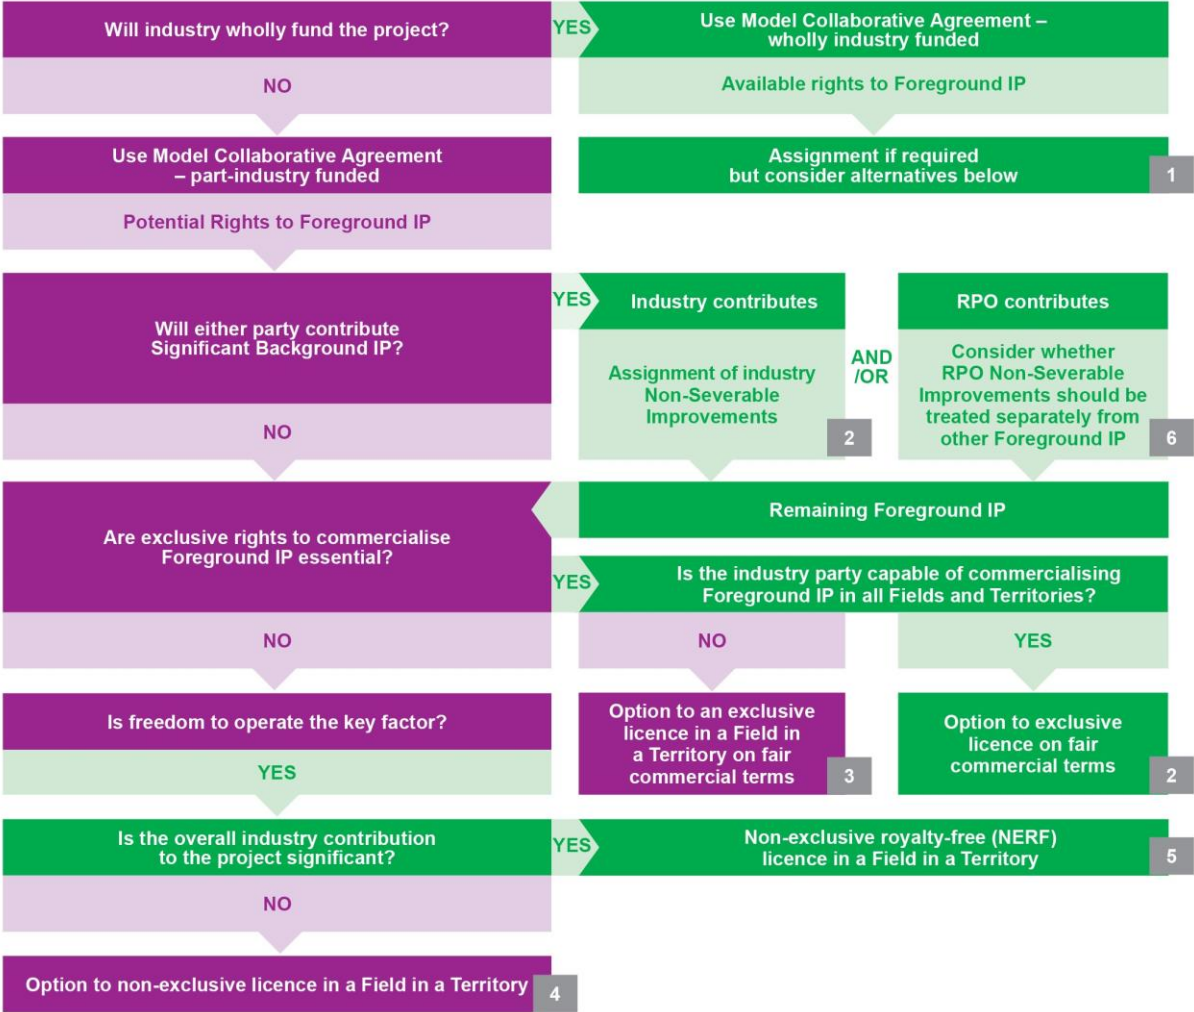 Will industry wholly fund the project?
YES
Use Model Collaborative Agreement –
wholly industry funded
NO
Available rights to Foreground IP
Use Model Collaborative Agreement
– part-industry funded
Assignment if required
but consider alternatives below
1
Potential Rights to Foreground IP
Will either party contribute
Significant Background IP?
YES
Industry contributes
Assignment of industry
Non-Severable
Improvements
2
AND
/OR
RPO contributes
Consider whether
RPO Non-Severable
Improvements should be
treated separately from
other Foreground IP
6
NO
Remaining Foreground IP
Are exclusive rights to commercialise
Foreground IP essential?
YES
Is the industry party capable of commercialising
Foreground IP in all Fields and Territories?
NO
NO
YES
Is freedom to operate the key factor?
Option to an exclusive
licence in a Field in
a Territory on fair
commercial terms
3
Option to exclusive
licence on fair
commercial terms
2
YES
Is the overall industry contribution
to the project significant?
YES
Non-exclusive royalty-free (NERF)
licence in a Field in a Territory
5
NO
Option to non-exclusive licence in a Field in a Territory
4